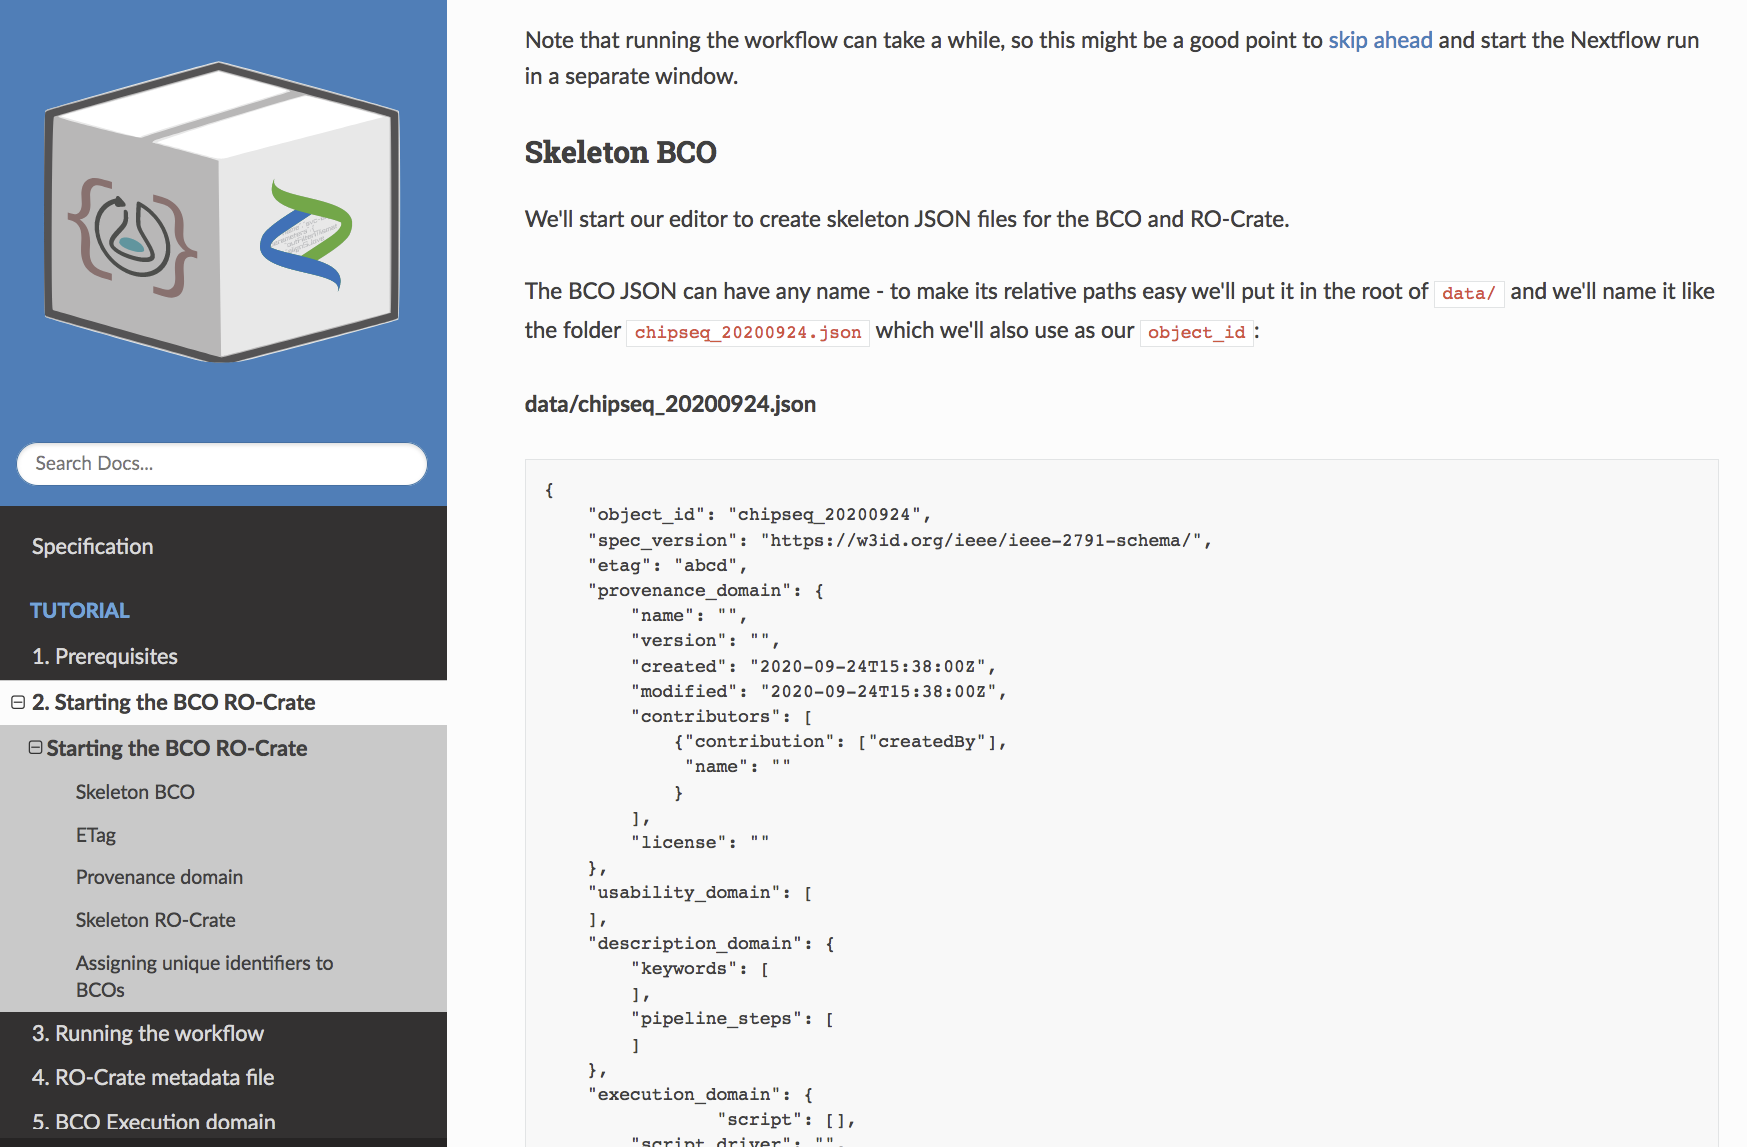 Search Docs...
Specification
TUTORIAL
1. Prerequisites
2. Starting the BCO RO-Crate
Starting the BCO RO-Crate
Skeleton BCO
ETag
Provenance domain
Skeleton RO-Crate
Assigning unique identifiers to
BCOs
3. Running the workflow
4. RO-Crate metadata file
5. BCO Execution domain
Note that running the workflow can take a while, so this might be a good point to skip ahead and start the Nextflow run
in a separate window.
Skeleton BCO
We'll start our editor to create skeleton JSON files for the BCO and RO-Crate.
The BCO JSON can have any name - to make its relative paths easy we'll put it in the root of data/ and we'll name it like
the folder chipseq_20200924.json which we'll also use as our object_id :
data/chipseq_20200924.json
{
"object_id": "chipseq_20200924",
"spec_version": "https://w3id.org/ieee/ieee-2791-schema/",
"etag": "abcd",
"provenance_domain": {
"name": "",
"version": "",
"created": "2020-09-24T15:38:00Z",
"modified": "2020-09-24T15:38:00Z",
"contributors": [
{"contribution": ["createdBy"],
"name": ""
}
],
"license": ""
},
"usability_domain": [
],
"description_domain": {
"keywords": [
],
"pipeline_steps": [
]
},
"execution_domain": {
"script": [],
"script_driver": "",